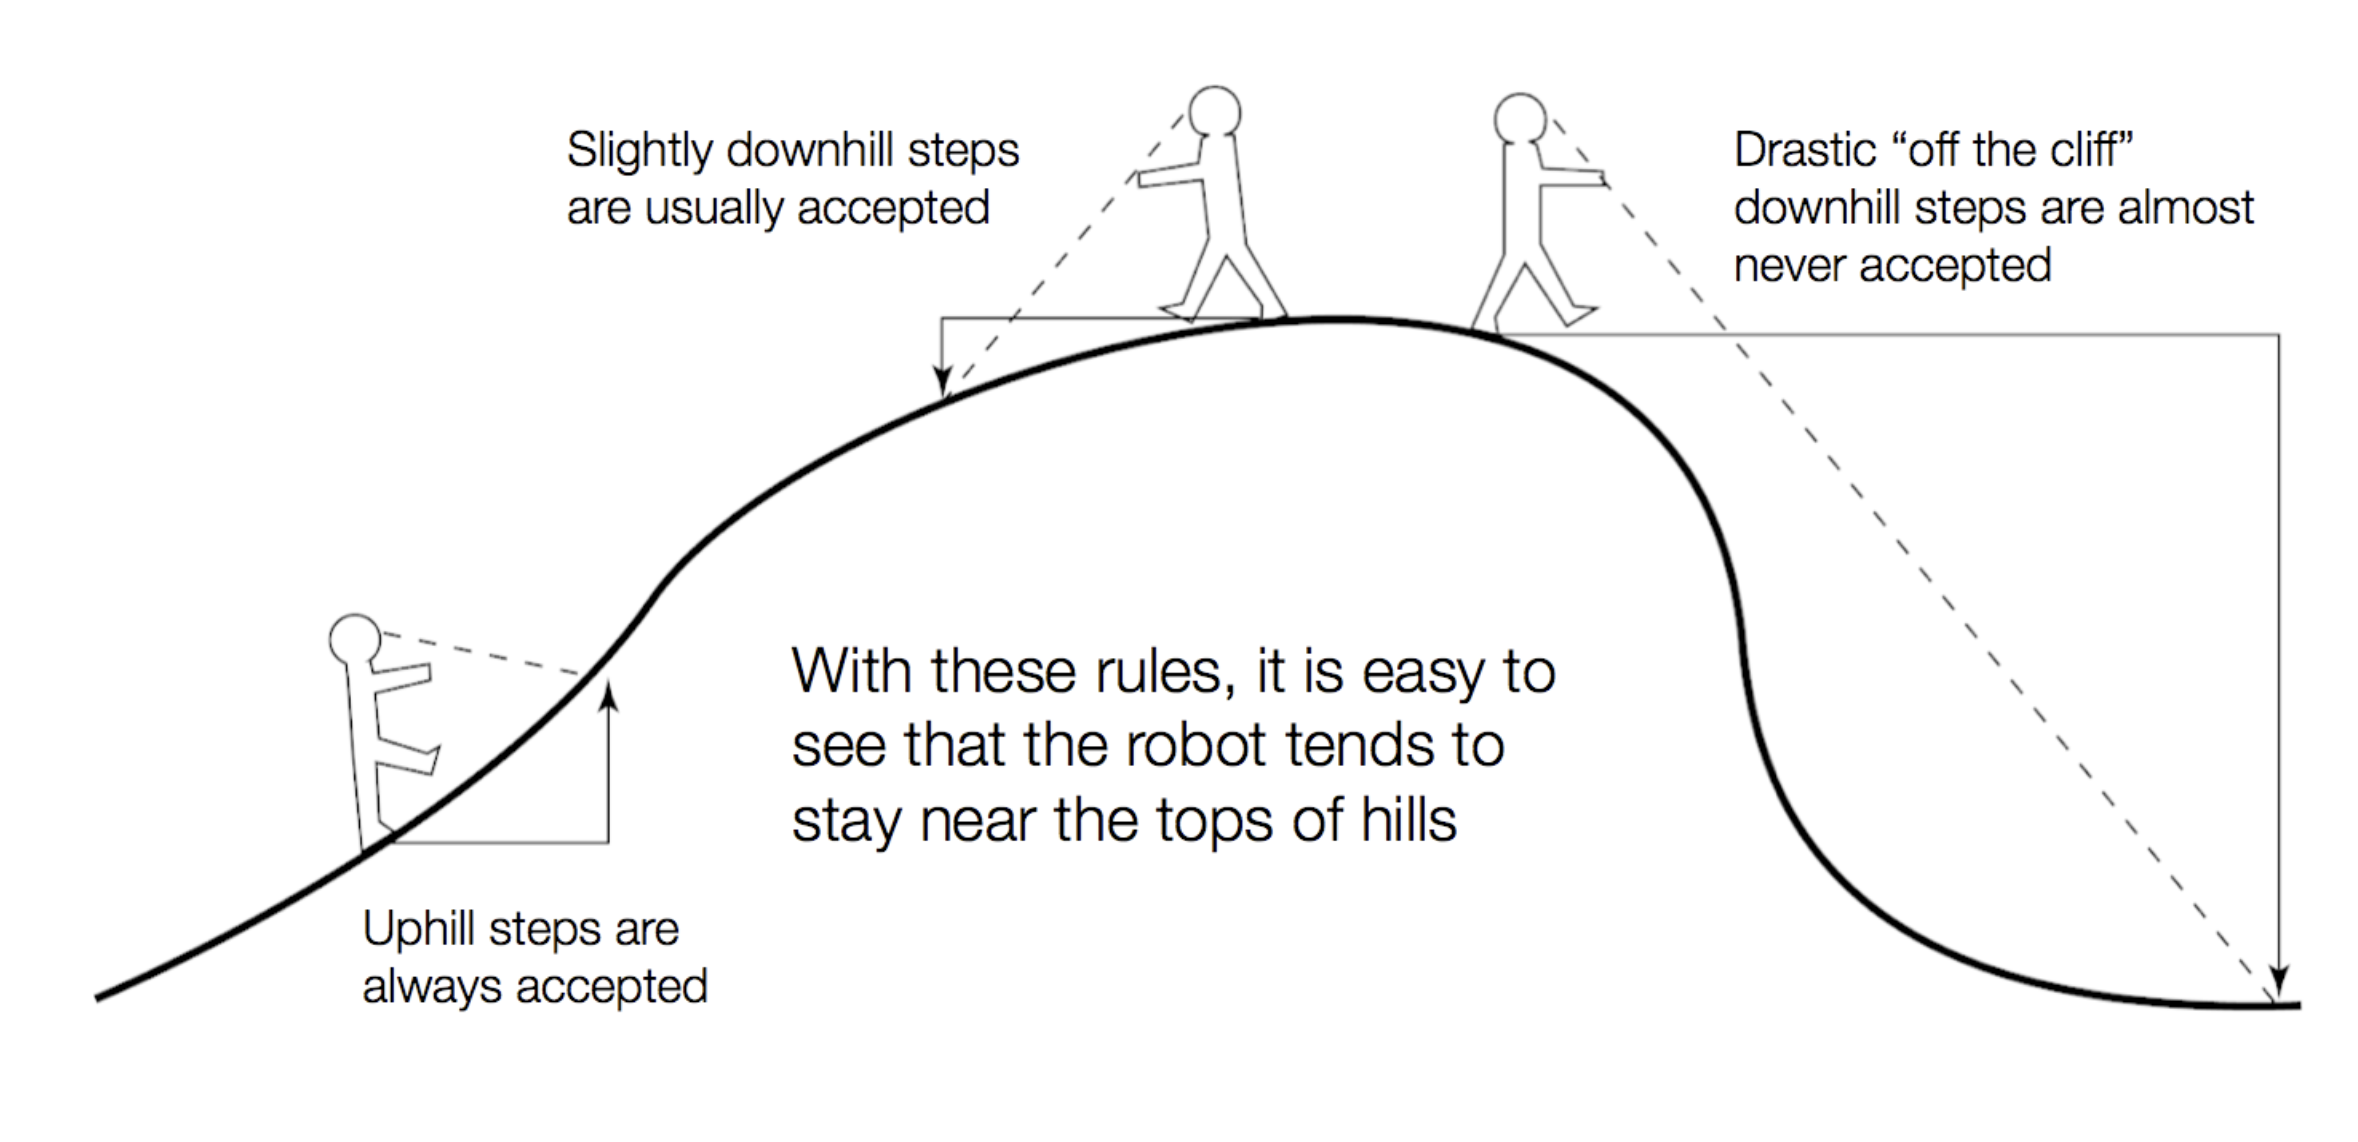 Slightly downhill steps
are usually accepted
Drastic “off the cliff”
downhill steps are almost
never accepted
With these rules, it is easy to
see that the robot tends to
stay near the tops of hills
Uphill steps are
always accepted